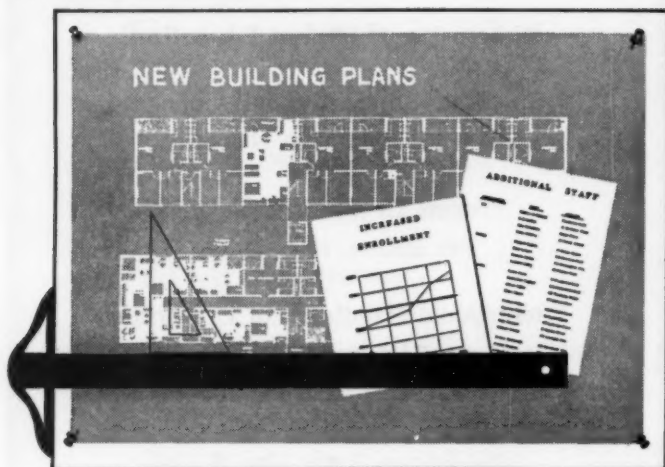 NEW BUILDING PLANS
INCREASED
ENROLLMENT
ADDITIONAL STAFF